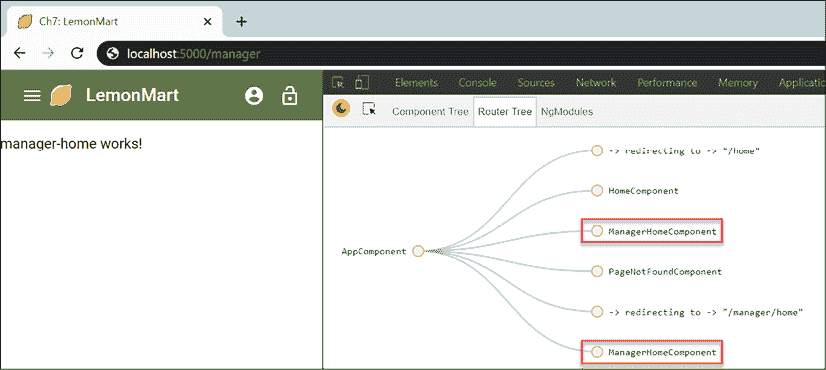 Ch7: LemonMart
localhost:5000/manager
LemonMart
manager-home works!
Elements Console Sources Network Performance Memory Applicatio
Component Tree Router Tree NgModules
-> redirecting to -> "/home"
HomeComponent
ManagerHomeComponent
AppComponent
PageNotFoundComponent
-> redirecting to -> "/manager/home"
ManagerHomeComponent